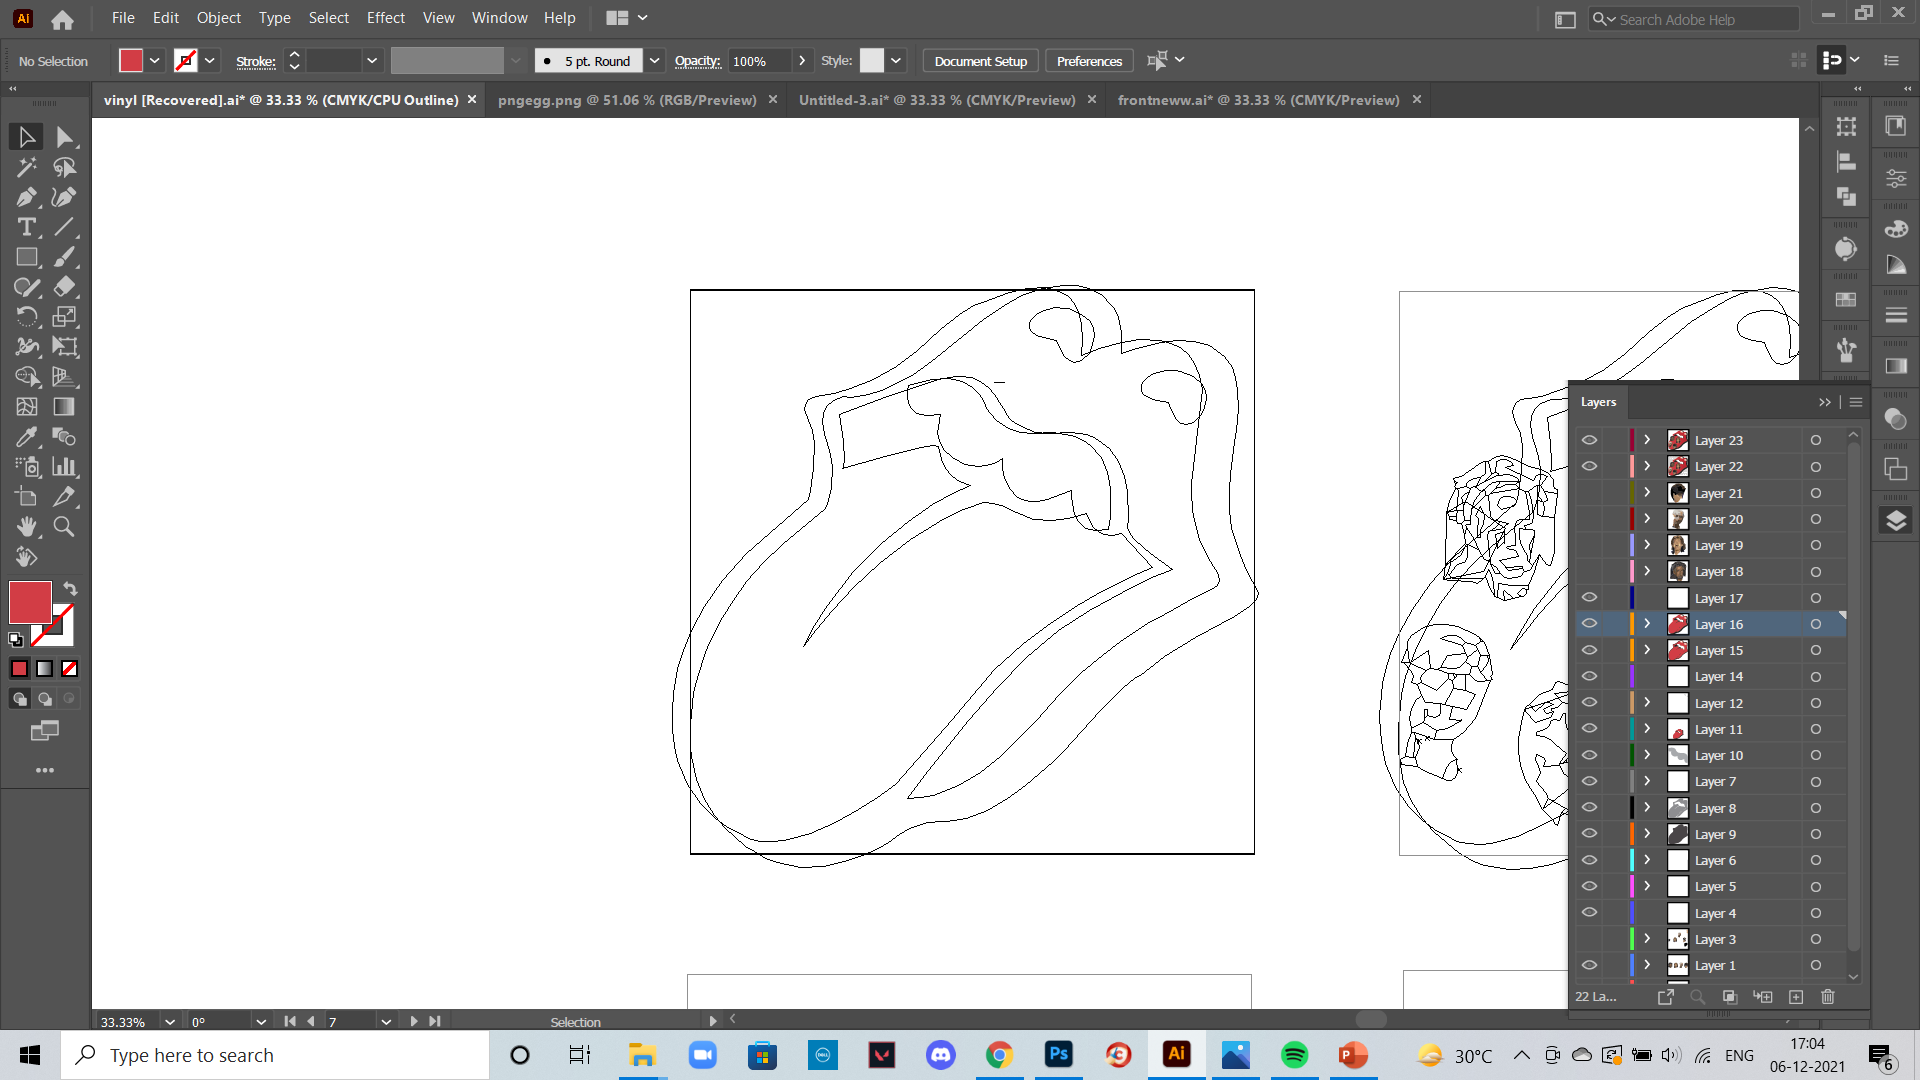 Ai File Edit Object Type Select Effect View Window Help Search Adobe Help
No Selection Stroke: 5 pt. Round Opacity: 100% Style: Document Setup Preferences
vinyl [Recovered].ai* @ 33.33 % (CMYK/CPU Outline) pngegg.png @ 51.06 % (RGB/Preview) Untitled-3.ai* @ 33.33 % (CMYK/Preview) frontneww.ai* @ 33.33 % (CMYK/Preview)
Layers
Layer 23
Layer 22
Layer 21
Layer 20
Layer 19
Layer 18
Layer 17
Layer 16
Layer 15
Layer 14
Layer 12
Layer 11
Layer 10
Layer 7
Layer 8
Layer 9
Layer 6
Layer 5
Layer 4
Layer 3
Layer 1
22 La...
33.33% 0° 7 Selection
Type here to search
DELL
Ps
Ai
P
30°C
ENG
17:04
06-12-2021
6